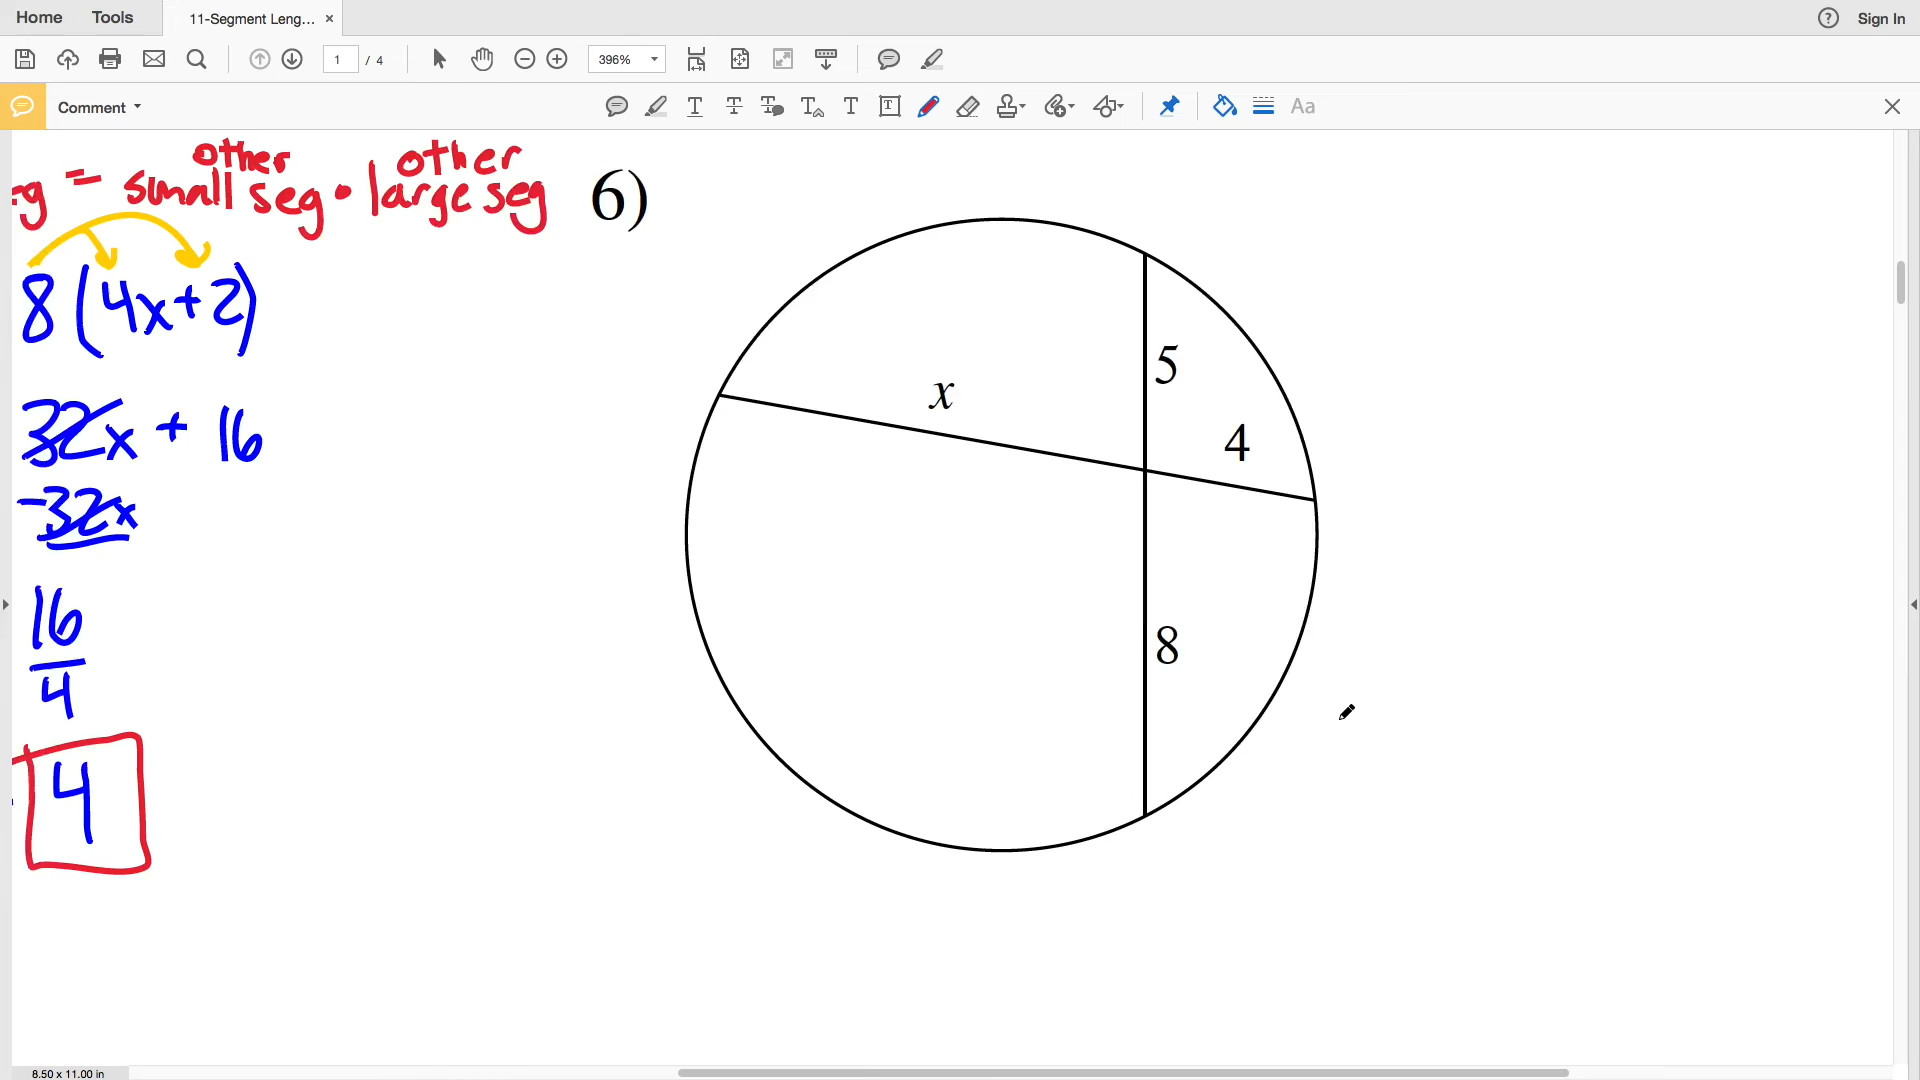 Home Tools 11-Segment Leng... × ? Sign In
1 / 4 396%
Comment Aa
other other
g = small seg • large seg
6)
8(4x+2)
5
x
4
32x + 16
-32x
16
4
8
4
8.50 x 11.00 in